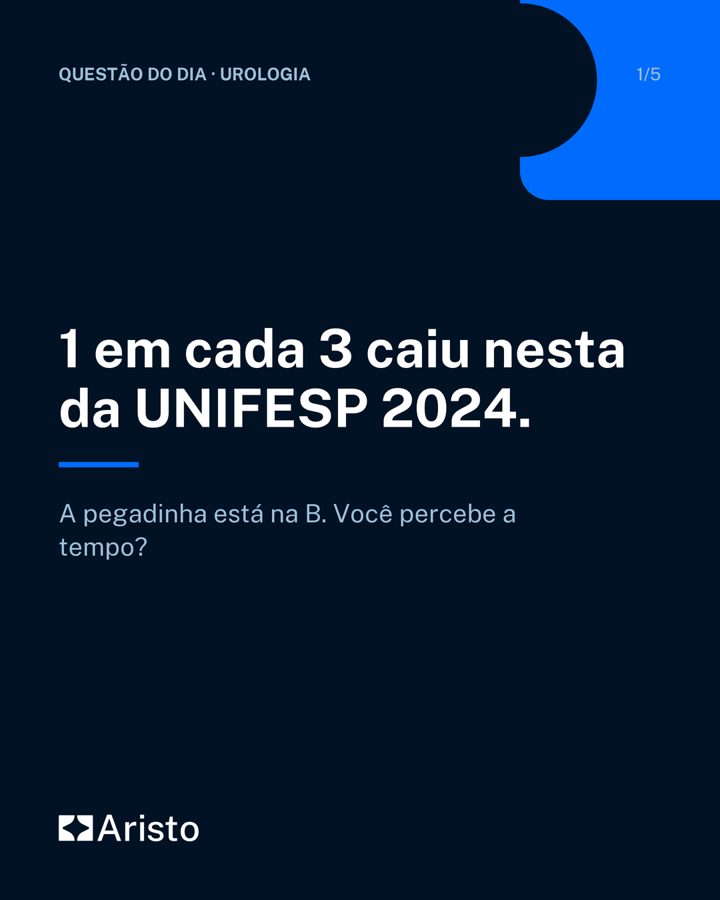 QUESTÃO DO DIA · UROLOGIA
1/5
1 em cada 3 caiu nesta
da UNIFESP 2024.
A pegadinha está na B. Você percebe a
tempo?
Aristo